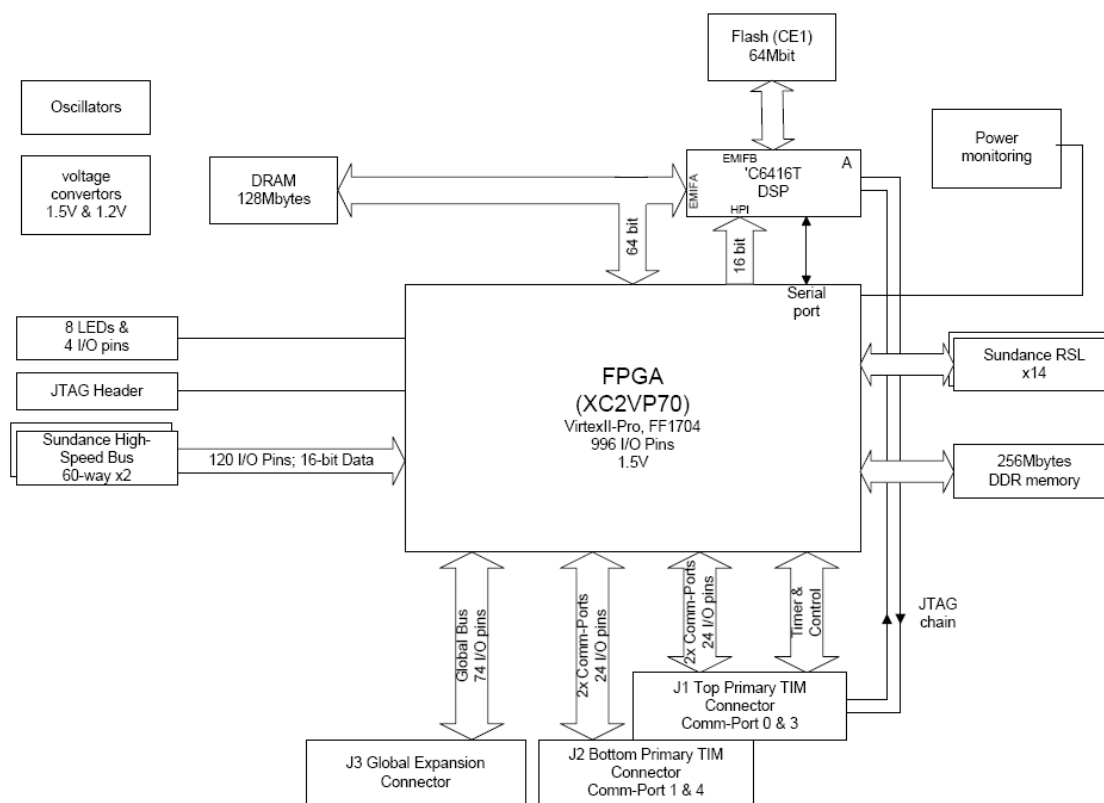 Flash (CE1)
64Mbit
Oscillators
Power
monitoring
voltage
convertors
1.5V & 1.2V
DRAM
128Mbytes
EMIFB
A
'C6416T
DSP
EMIFA
HPI
64 bit
16 bit
Serial
port
8 LEDs &
4 I/O pins
JTAG Header
Sundance High-
Speed Bus
60-way x2
120 I/O Pins; 16-bit Data
FPGA
(XC2VP70)
VirtexII-Pro, FF1704
996 I/O Pins
1.5V
Sundance RSL
x14
256Mbytes
DDR memory
Global Bus
74 I/O pins
2x Comm-Ports
24 I/O pins
2x Comm-Ports
24 I/O pins
Timer &
Control
JTAG
chain
J1 Top Primary TIM
Connector
Comm-Port 0 & 3
J3 Global Expansion
Connector
J2 Bottom Primary TIM
Connector
Comm-Port 1 & 4